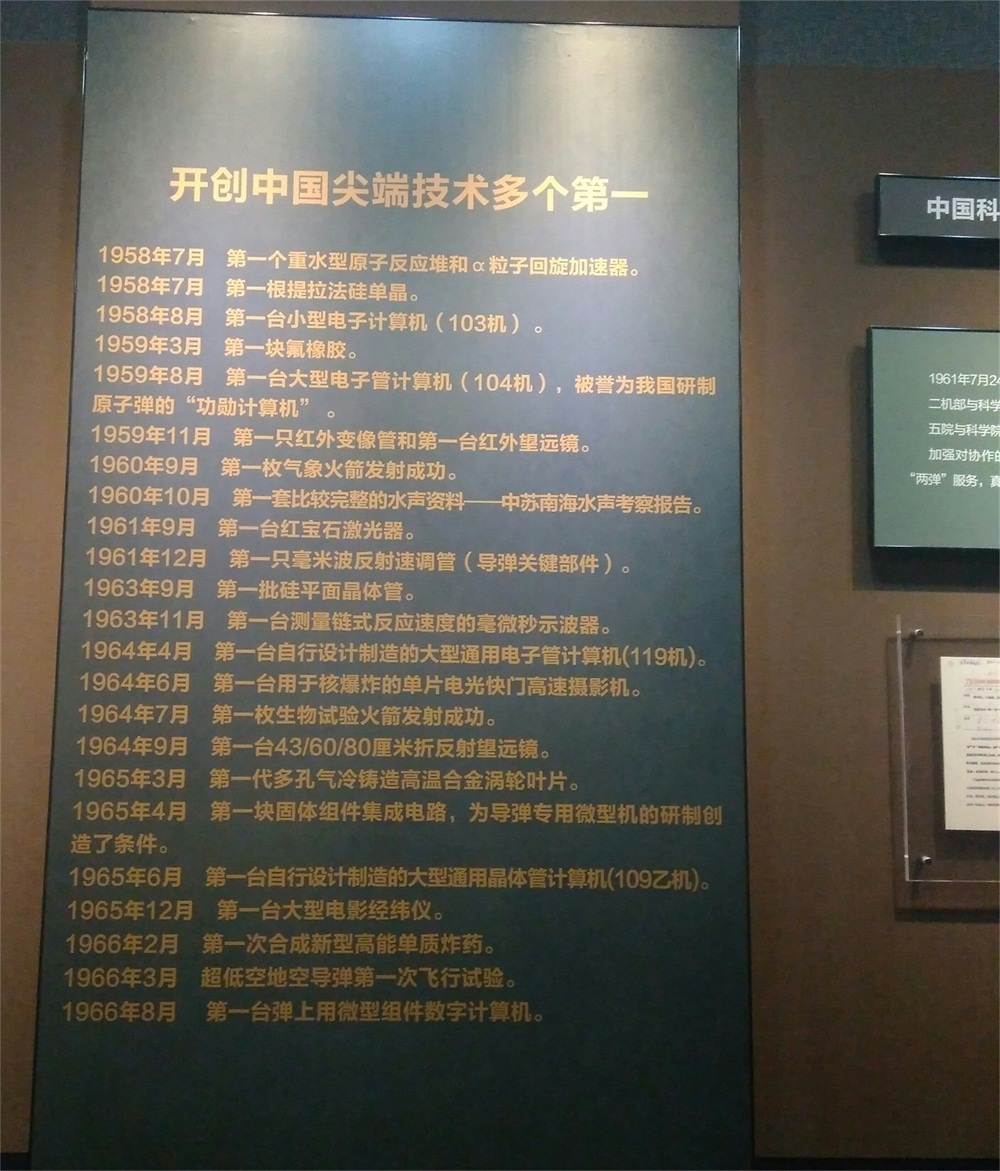 开创中国尖端技术多个第一
1958年7月 第一个重水型原子反应堆和α粒子回旋加速器。
1958年7月 第一根提拉法硅单晶。
1958年8月 第一台小型电子计算机（103机）。
1959年3月 第一块氟橡胶。
1959年8月 第一台大型电子管计算机（104机），被誉为我国研制
原子弹的“功勋计算机”。
1959年11月 第一只红外变像管和第一台红外望远镜。
1960年9月 第一枚气象火箭发射成功。
1960年10月 第一套比较完整的水声资料——中苏南海水声考察报告。
1961年9月 第一台红宝石激光器。
1961年12月 第一只毫米波反射速调管（导弹关键部件）。
1963年9月 第一批硅平面晶体管。
1963年11月 第一台测量链式反应速度的毫微秒示波器。
1964年4月 第一台自行设计制造的大型通用电子管计算机(119机)。
1964年6月 第一台用于核爆炸的单片电光快门高速摄影机。
1964年7月 第一枚生物试验火箭发射成功。
1964年9月 第一台43/60/80厘米折反射望远镜。
1965年3月 第一代多孔气冷铸造高温合金涡轮叶片。
1965年4月 第一块固体组件集成电路，为导弹专用微型机的研制创
造了条件。
1965年6月 第一台自行设计制造的大型通用晶体管计算机(109乙机)。
1965年12月 第一台大型电影经纬仪。
1966年2月 第一次合成新型高能单质炸药。
1966年3月 超低空地空导弹第一次飞行试验。
1966年8月 第一台弹上用微型组件数字计算机。
中国科
1961年7月24
二机部与科学
五院与科学院
加强对协作的
“两弹”服务，真